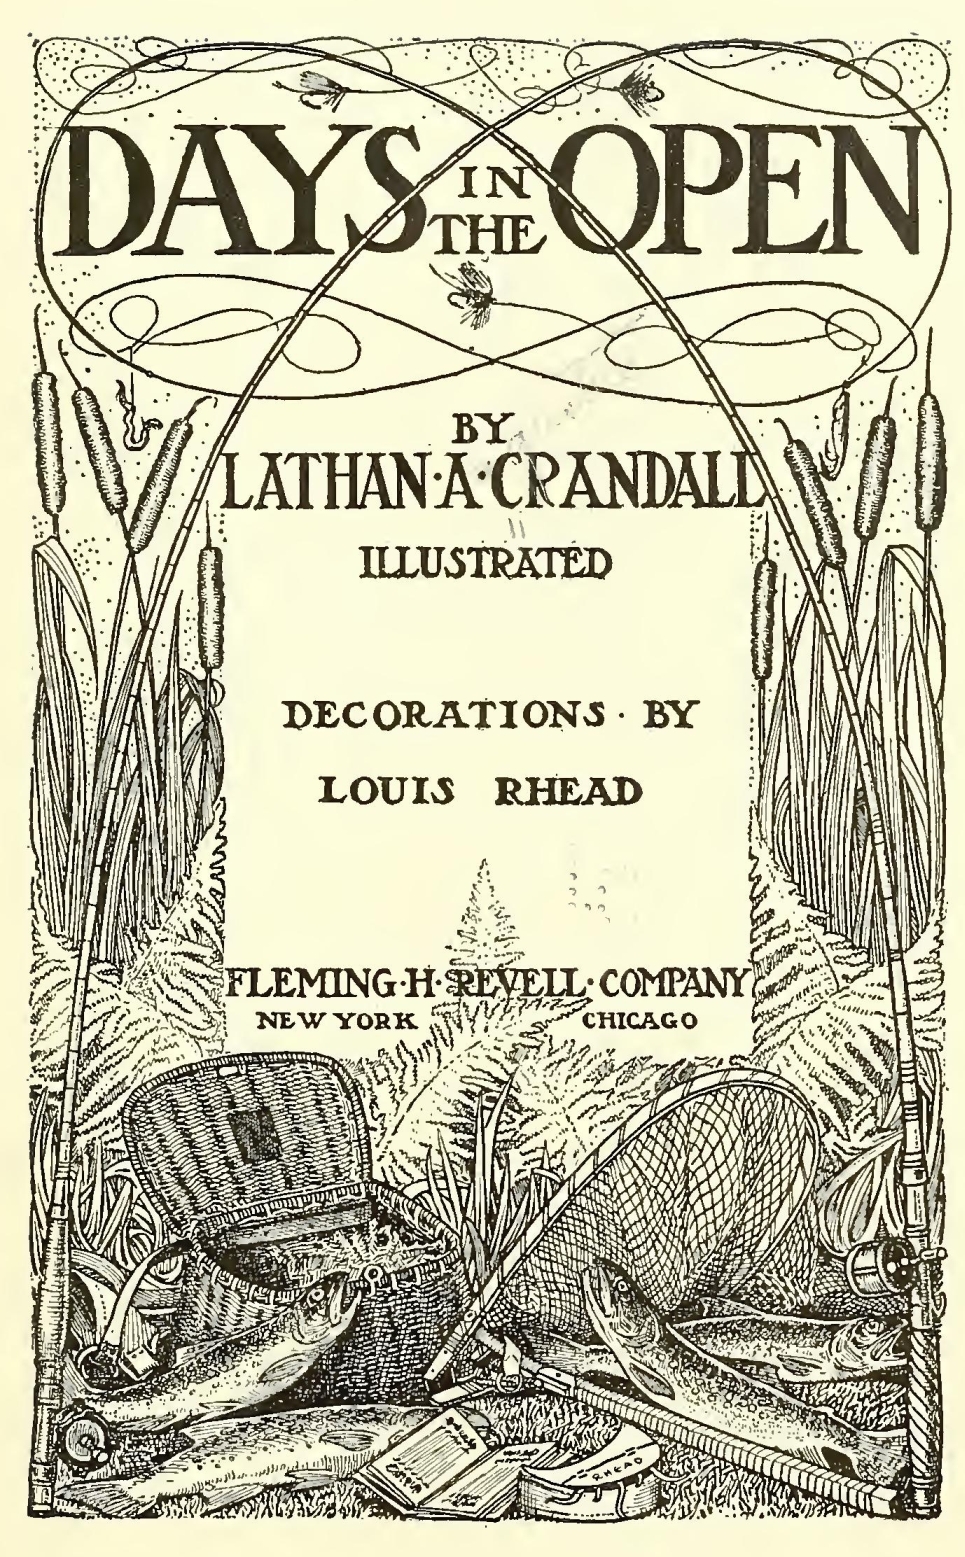 DAYS IN THE OPEN
BY
LATHAN·A·CRANDALL
ILLUSTRATED
DECORATIONS · BY
LOUIS RHEAD
FLEMING·H·REVELL·COMPANY
NEW YORK CHICAGO
RHEAD